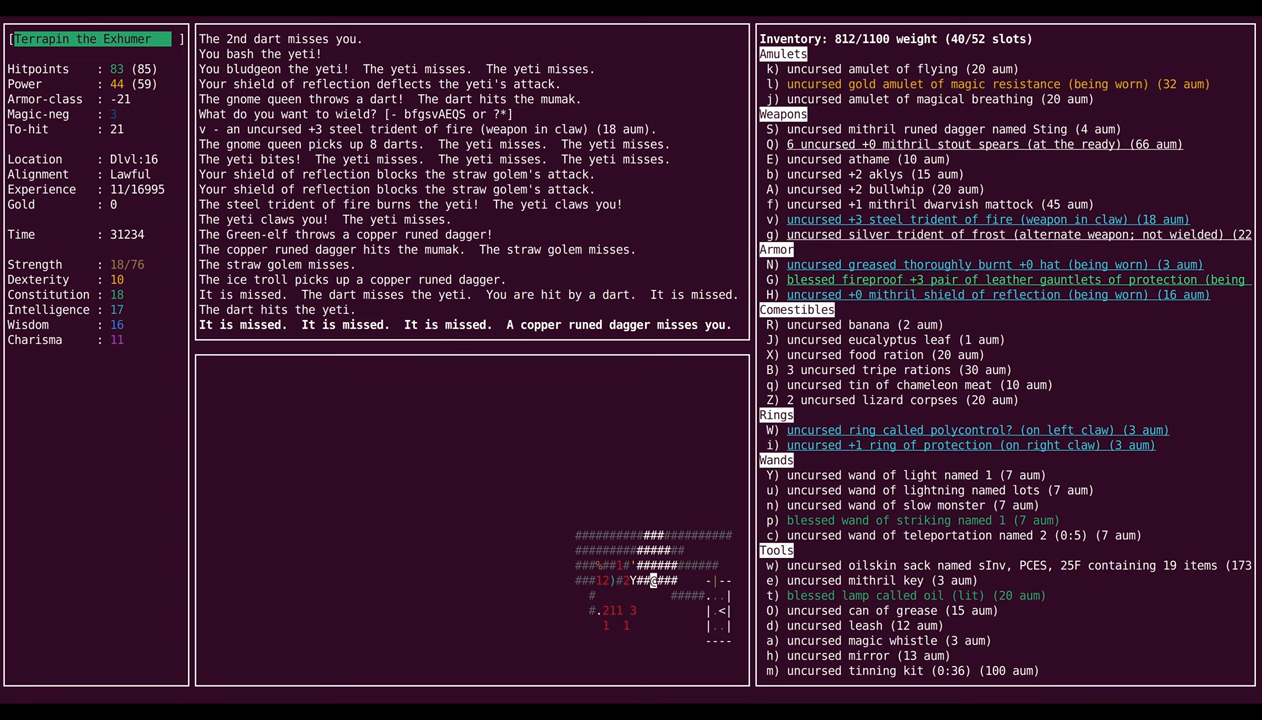 [Terrapin the Exhumer ]
Hitpoints : 83 (85)
Power : 44 (59)
Armor-class : -21
Magic-neg : 3
To-hit : 21
Location : Dlvl:16
Alignment : Lawful
Experience : 11/16995
Gold : 0
Time : 31234
Strength : 18/76
Dexterity : 10
Constitution : 18
Intelligence : 17
Wisdom : 16
Charisma : 11
The 2nd dart misses you.
You bash the yeti!
You bludgeon the yeti! The yeti misses. The yeti misses.
Your shield of reflection deflects the yeti's attack.
The gnome queen throws a dart! The dart hits the mumak.
What do you want to wield? [- bfgsvAEQS or ?*]
v - an uncursed +3 steel trident of fire (weapon in claw) (18 aum).
The gnome queen picks up 8 darts. The yeti misses. The yeti misses.
The yeti bites! The yeti misses. The yeti misses. The yeti misses.
Your shield of reflection blocks the straw golem's attack.
Your shield of reflection blocks the straw golem's attack.
The steel trident of fire burns the yeti! The yeti claws you!
The yeti claws you! The yeti misses.
The Green-elf throws a copper runed dagger!
The copper runed dagger hits the mumak. The straw golem misses.
The straw golem misses.
The ice troll picks up a copper runed dagger.
It is missed. The dart misses the yeti. You are hit by a dart. It is missed.
The dart hits the yeti.
It is missed. It is missed. It is missed. A copper runed dagger misses you.
#######################
################
###%##1#'############
###12)#2Y##@### -|--
# #####...|
#.211 3 |.<|
1 1 |..|
----
Inventory: 812/1100 weight (40/52 slots)
Amulets
k) uncursed amulet of flying (20 aum)
l) uncursed gold amulet of magic resistance (being worn) (32 aum)
j) uncursed amulet of magical breathing (20 aum)
Weapons
S) uncursed mithril runed dagger named Sting (4 aum)
Q) 6 uncursed +0 mithril stout spears (at the ready) (66 aum)
E) uncursed athame (10 aum)
b) uncursed +2 aklys (15 aum)
A) uncursed +2 bullwhip (20 aum)
f) uncursed +1 mithril dwarvish mattock (45 aum)
v) uncursed +3 steel trident of fire (weapon in claw) (18 aum)
g) uncursed silver trident of frost (alternate weapon; not wielded) (22
Armor
N) uncursed greased thoroughly burnt +0 hat (being worn) (3 aum)
G) blessed fireproof +3 pair of leather gauntlets of protection (being
H) uncursed +0 mithril shield of reflection (being worn) (16 aum)
Comestibles
R) uncursed banana (2 aum)
J) uncursed eucalyptus leaf (1 aum)
X) uncursed food ration (20 aum)
B) 3 uncursed tripe rations (30 aum)
q) uncursed tin of chameleon meat (10 aum)
Z) 2 uncursed lizard corpses (20 aum)
Rings
W) uncursed ring called polycontrol? (on left claw) (3 aum)
i) uncursed +1 ring of protection (on right claw) (3 aum)
Wands
Y) uncursed wand of light named 1 (7 aum)
u) uncursed wand of lightning named lots (7 aum)
n) uncursed wand of slow monster (7 aum)
p) blessed wand of striking named 1 (7 aum)
c) uncursed wand of teleportation named 2 (0:5) (7 aum)
Tools
w) uncursed oilskin sack named sInv, PCES, 25F containing 19 items (173
e) uncursed mithril key (3 aum)
t) blessed lamp called oil (lit) (20 aum)
O) uncursed can of grease (15 aum)
d) uncursed leash (12 aum)
a) uncursed magic whistle (3 aum)
h) uncursed mirror (13 aum)
m) uncursed tinning kit (0:36) (100 aum)